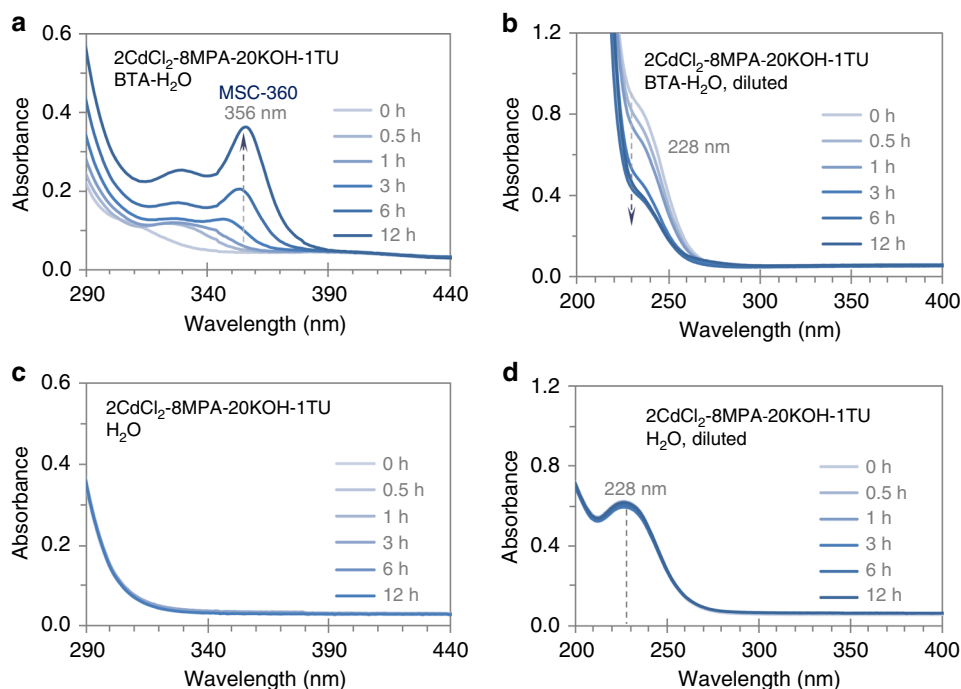 a
2CdCl₂-8MPA-20KOH-1TU
BTA-H₂O
MSC-360
356 nm
0 h
0.5 h
1 h
3 h
6 h
12 h
0.6
0.4
0.2
0.0
290
340
390
440
Absorbance
Wavelength (nm)
b
2CdCl₂-8MPA-20KOH-1TU
BTA-H₂O, diluted
228 nm
0 h
0.5 h
1 h
3 h
6 h
12 h
1.2
0.8
0.4
0.0
200
250
300
350
400
Absorbance
Wavelength (nm)
c
2CdCl₂-8MPA-20KOH-1TU
H₂O
0 h
0.5 h
1 h
3 h
6 h
12 h
0.6
0.4
0.2
0.0
290
340
390
440
Absorbance
Wavelength (nm)
d
2CdCl₂-8MPA-20KOH-1TU
H₂O, diluted
228 nm
0 h
0.5 h
1 h
3 h
6 h
12 h
1.2
0.8
0.4
0.0
200
250
300
350
400
Absorbance
Wavelength (nm)